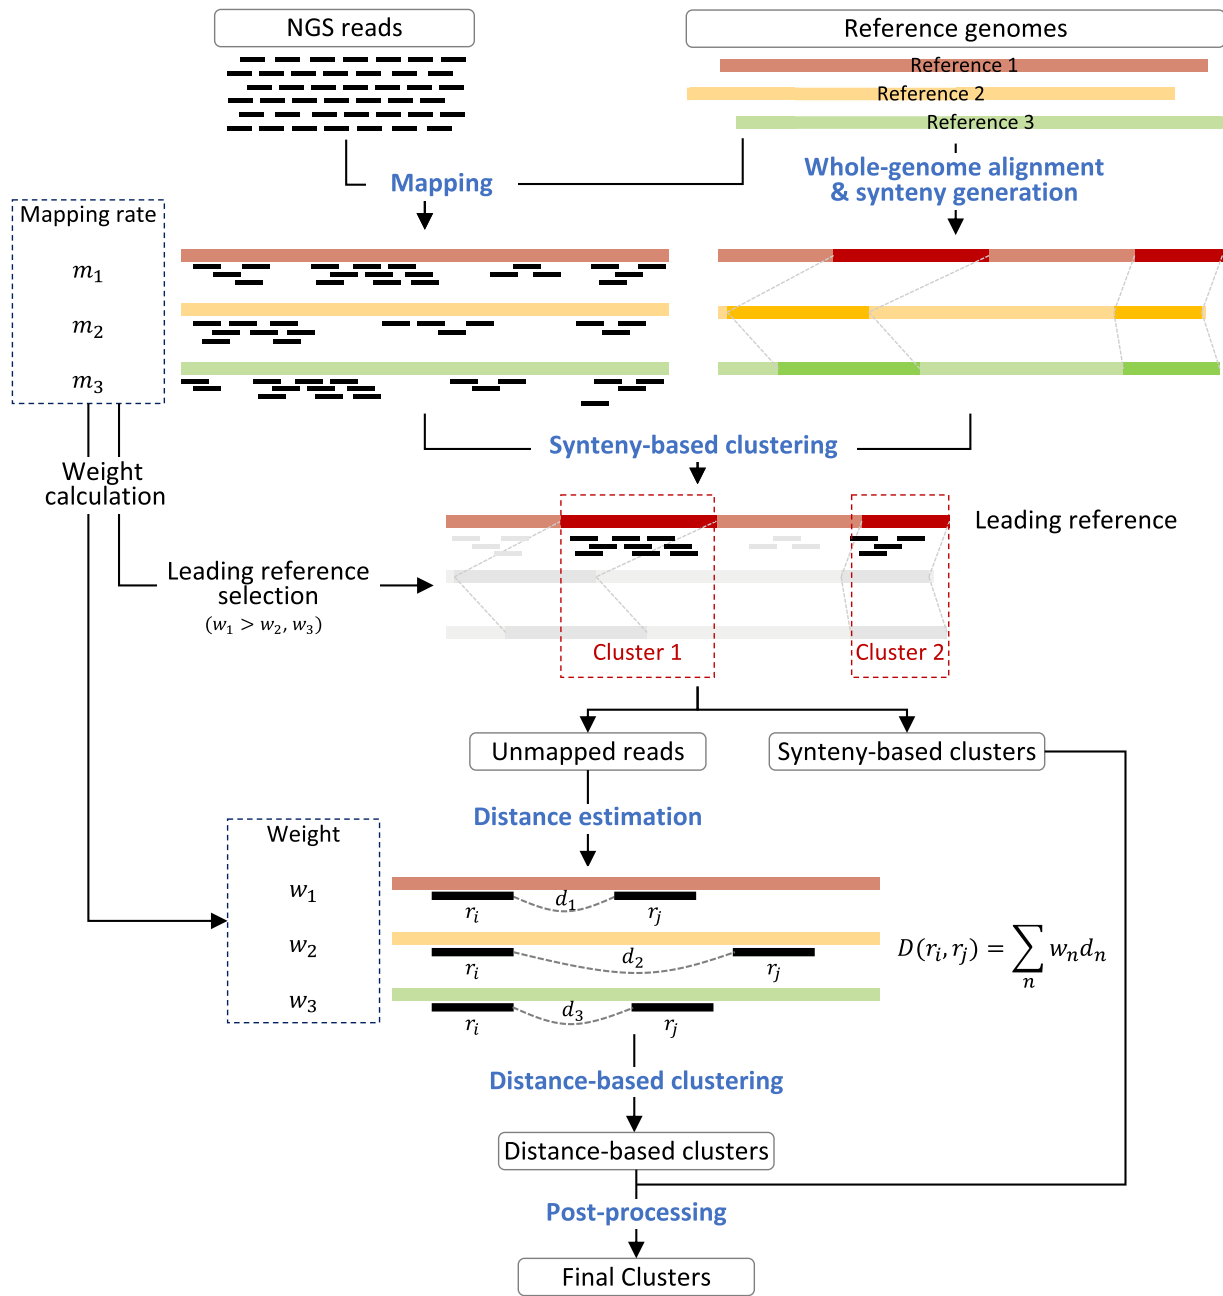 NGS reads
Reference genomes
Reference 1
Reference 2
Reference 3
Mapping
Whole-genome alignment
& synteny generation
Mapping rate
m₁
m₂
m₃
Synteny-based clustering
Weight
calculation
Leading reference
Leading reference
selection
(w₁ > w₂, w₃)
Cluster 1
Cluster 2
Unmapped reads
Synteny-based clusters
Distance estimation
Weight
w₁
d₁
rᵢ
rⱼ
w₂
d₂
rᵢ
rⱼ
D(rᵢ, rⱼ) = ∑ₙ wₙdₙ
w₃
d₃
rᵢ
rⱼ
Distance-based clustering
Distance-based clusters
Post-processing
Final Clusters